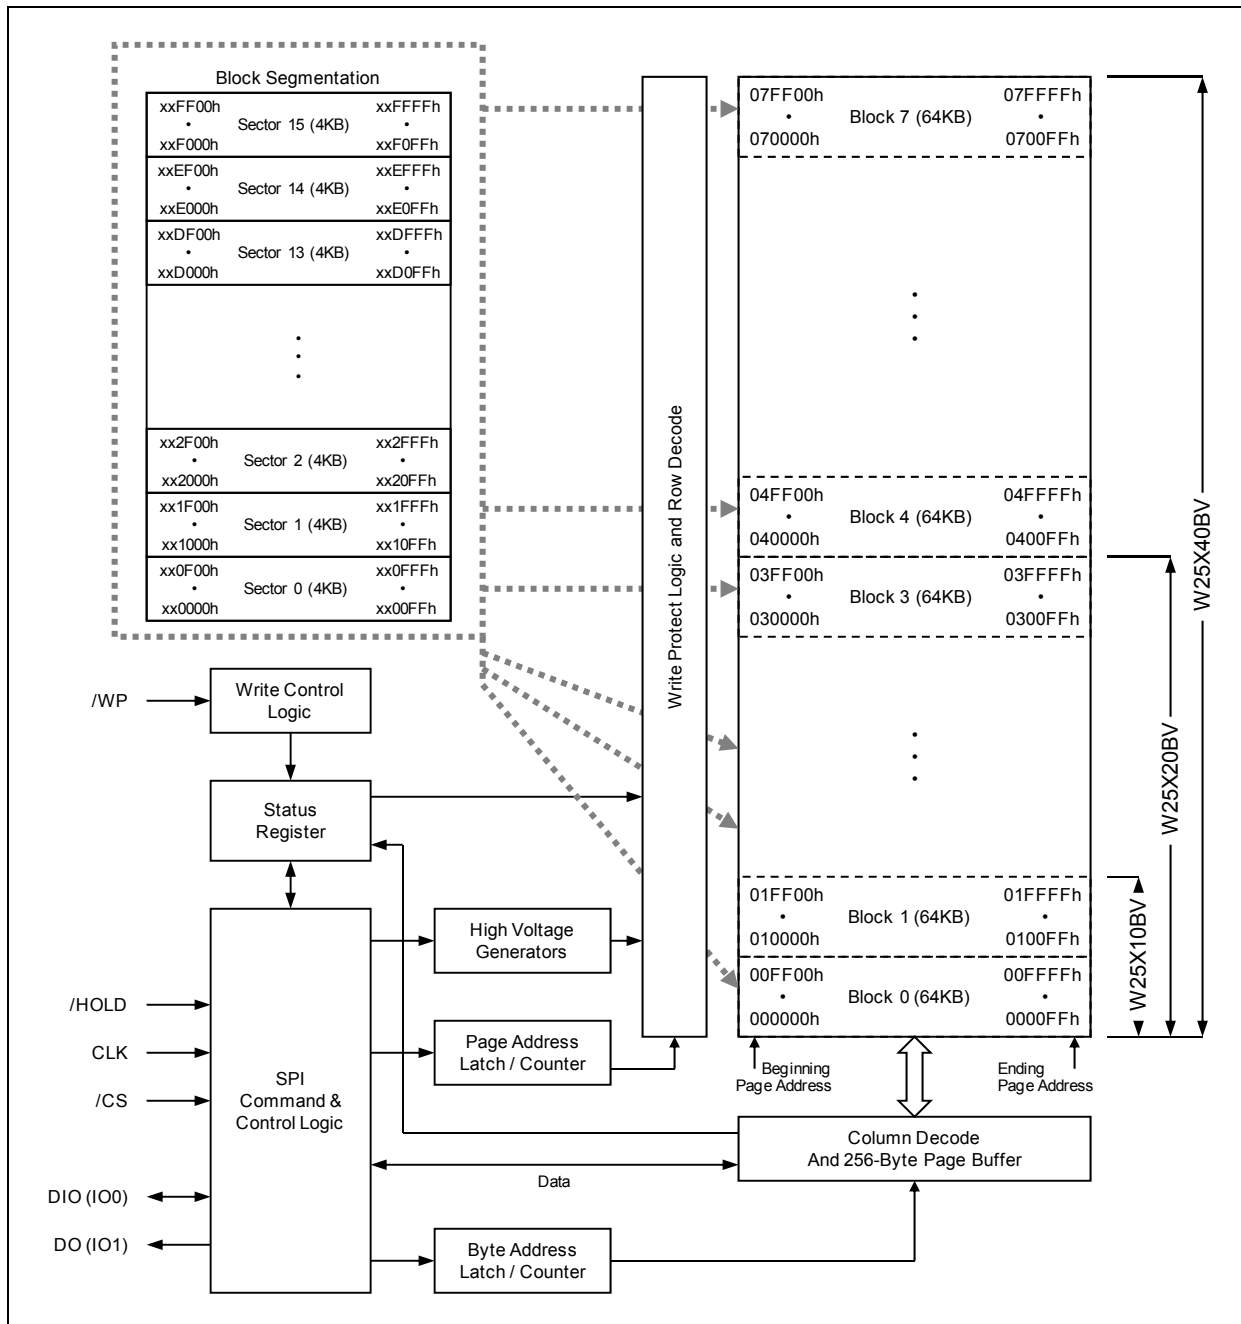 Block Segmentation
xxFF00h xxFFFFh
• Sector 15 (4KB) •
xxF000h xxF0FFh
xxEF00h xxEFFFh
• Sector 14 (4KB) •
xxE000h xxE0FFh
xxDF00h xxDFFFh
• Sector 13 (4KB) •
xxD000h xxD0FFh
xx2F00h xx2FFFh
• Sector 2 (4KB) •
xx2000h xx20FFh
xx1F00h xx1FFFh
• Sector 1 (4KB) •
xx1000h xx10FFh
xx0F00h xx0FFFh
• Sector 0 (4KB) •
xx0000h xx00FFh
Write Protect Logic and Row Decode
07FF00h 07FFFFh
• Block 7 (64KB) •
070000h 0700FFh
04FF00h 04FFFFh
• Block 4 (64KB) •
040000h 0400FFh
03FF00h 03FFFFh
• Block 3 (64KB) •
030000h 0300FFh
01FF00h 01FFFFh
• Block 1 (64KB) •
010000h 0100FFh
00FF00h 00FFFFh
• Block 0 (64KB) •
000000h 0000FFh
W25X10BV
W25X20BV
W25X40BV
Beginning
Page Address
Ending
Page Address
/WP
Write Control
Logic
Status
Register
High Voltage
Generators
/HOLD
CLK
/CS
DIO (IO0)
DO (IO1)
SPI
Command &
Control Logic
Page Address
Latch / Counter
Column Decode
And 256-Byte Page Buffer
Data
Byte Address
Latch / Counter